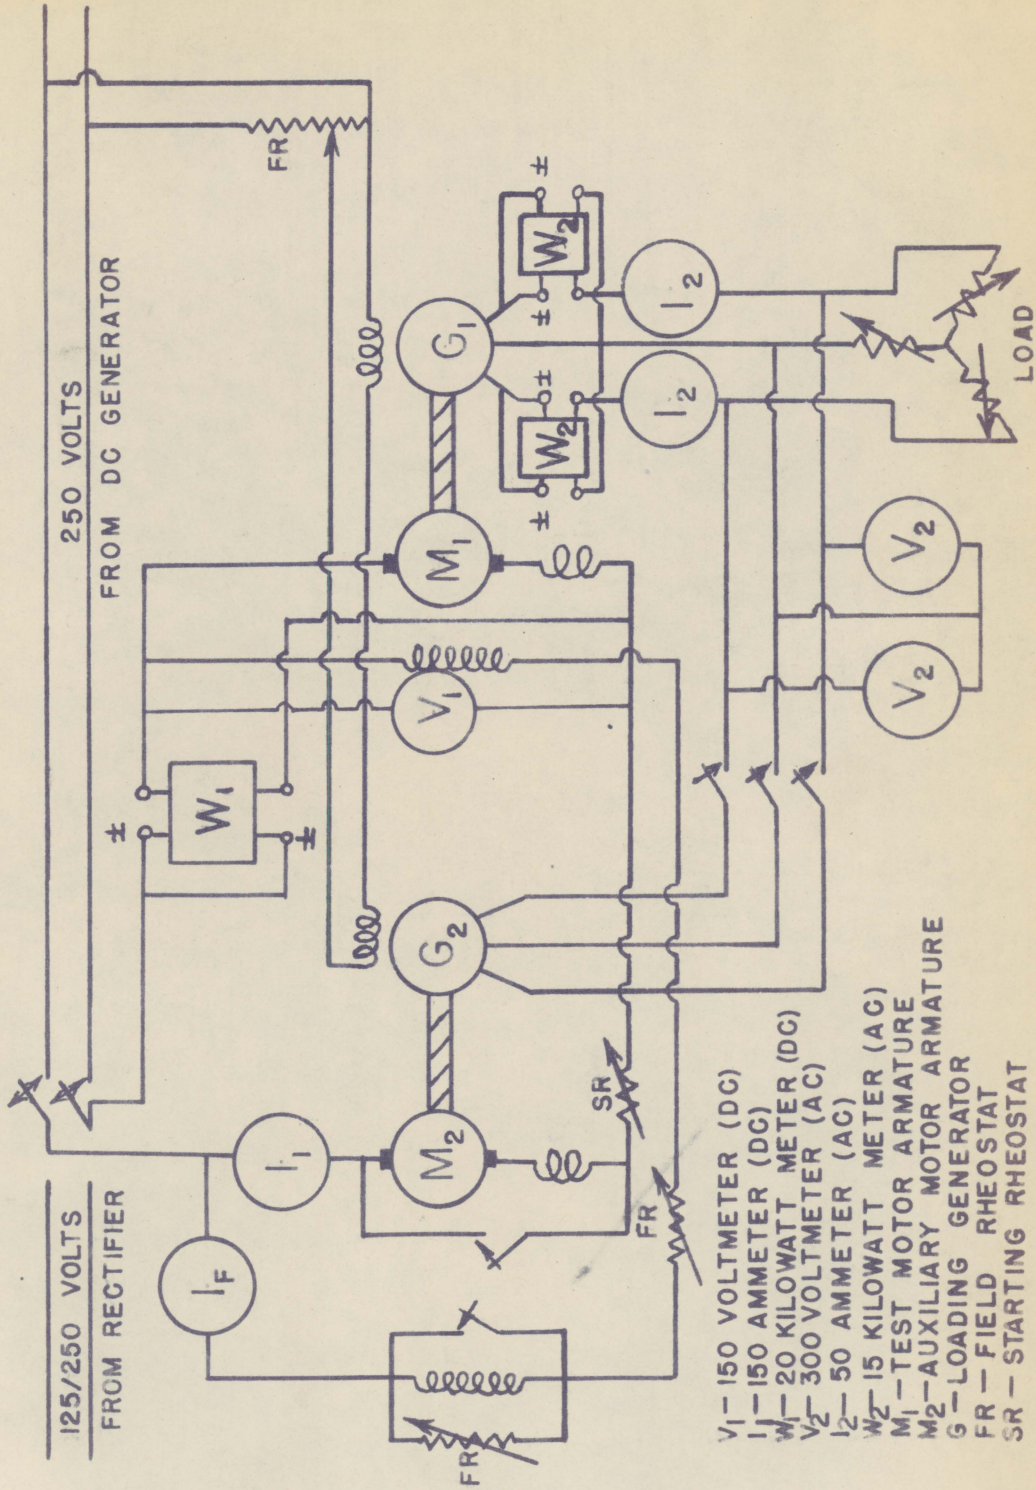 125/250 VOLTS
FROM RECTIFIER
250 VOLTS
FROM DC GENERATOR
FR
±
W1
±
IF
I1
V1
M1
G1
±
W2
±
±
W2
±
I2
I2
M2
G2
SR
FR
FR
V2
V2
LOAD
V1 – 150 VOLTMETER (DC)
I1 – 150 AMMETER (DC)
W1 – 20 KILOWATT METER (DC)
V2 – 300 VOLTMETER (AC)
I2 – 50 AMMETER (AC)
W2 – 15 KILOWATT METER (AC)
M1 – TEST MOTOR ARMATURE
M2 – AUXILIARY MOTOR ARMATURE
G – LOADING GENERATOR
FR – FIELD RHEOSTAT
SR – STARTING RHEOSTAT